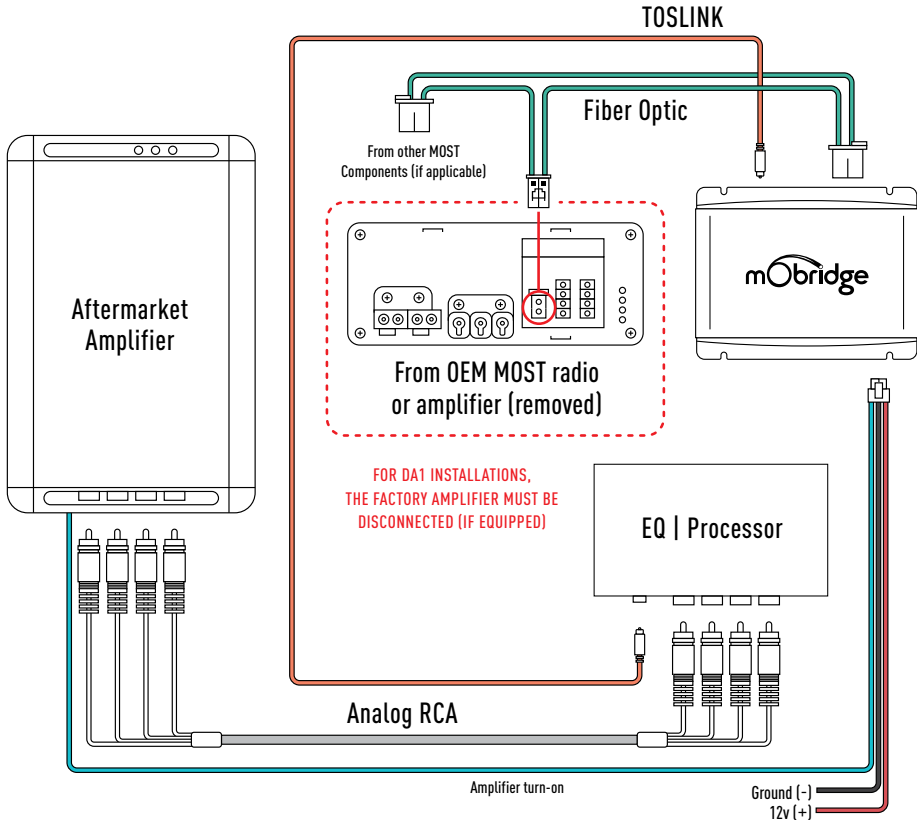 TOSLINK
Fiber Optic
From other MOST
Components (if applicable)
mObridge
Aftermarket
Amplifier
From OEM MOST radio
or amplifier (removed)
FOR DA1 INSTALLATIONS,
THE FACTORY AMPLIFIER MUST BE
DISCONNECTED (IF EQUIPPED)
EQ | Processor
Analog RCA
Amplifier turn-on
Ground (-)
12v (+)